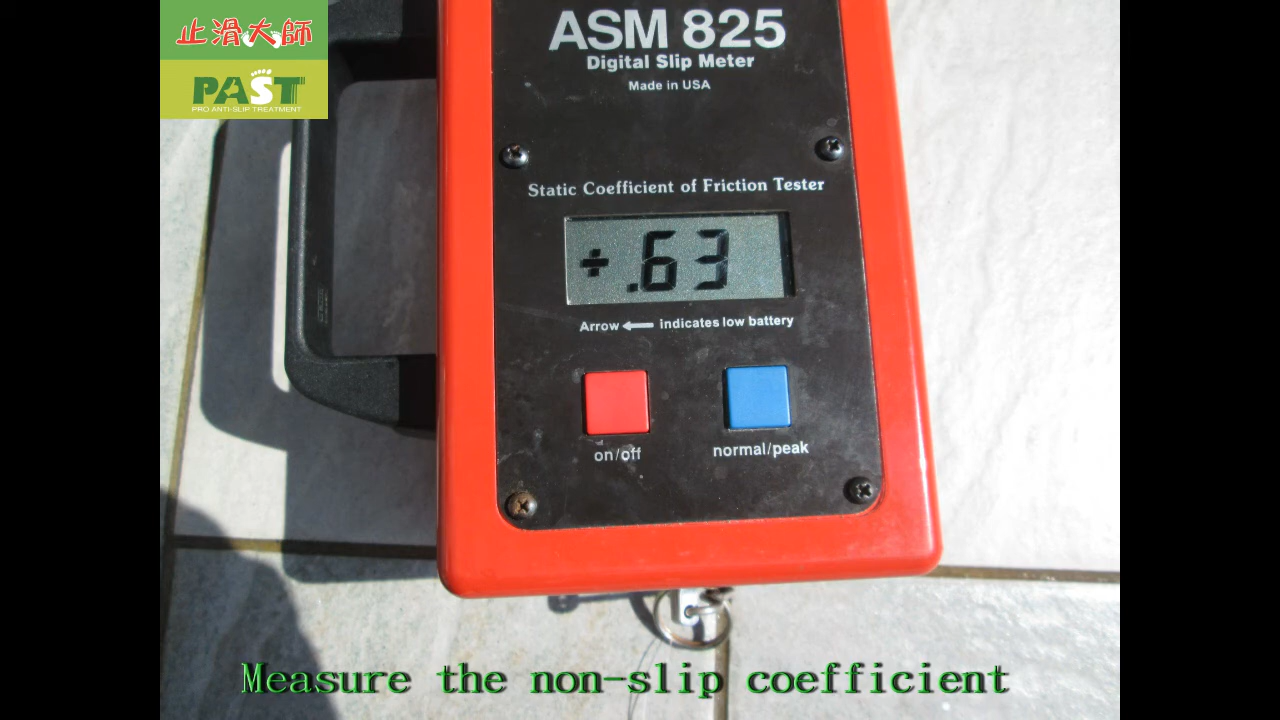 止滑大師
PAST
PRO ANTI-SLIP TREATMENT
ASM 825
Digital Slip Meter
Made in USA
Static Coefficient of Friction Tester
÷ .63
Arrow ← indicates low battery
on/off
normal/peak
Measure the non-slip coefficient